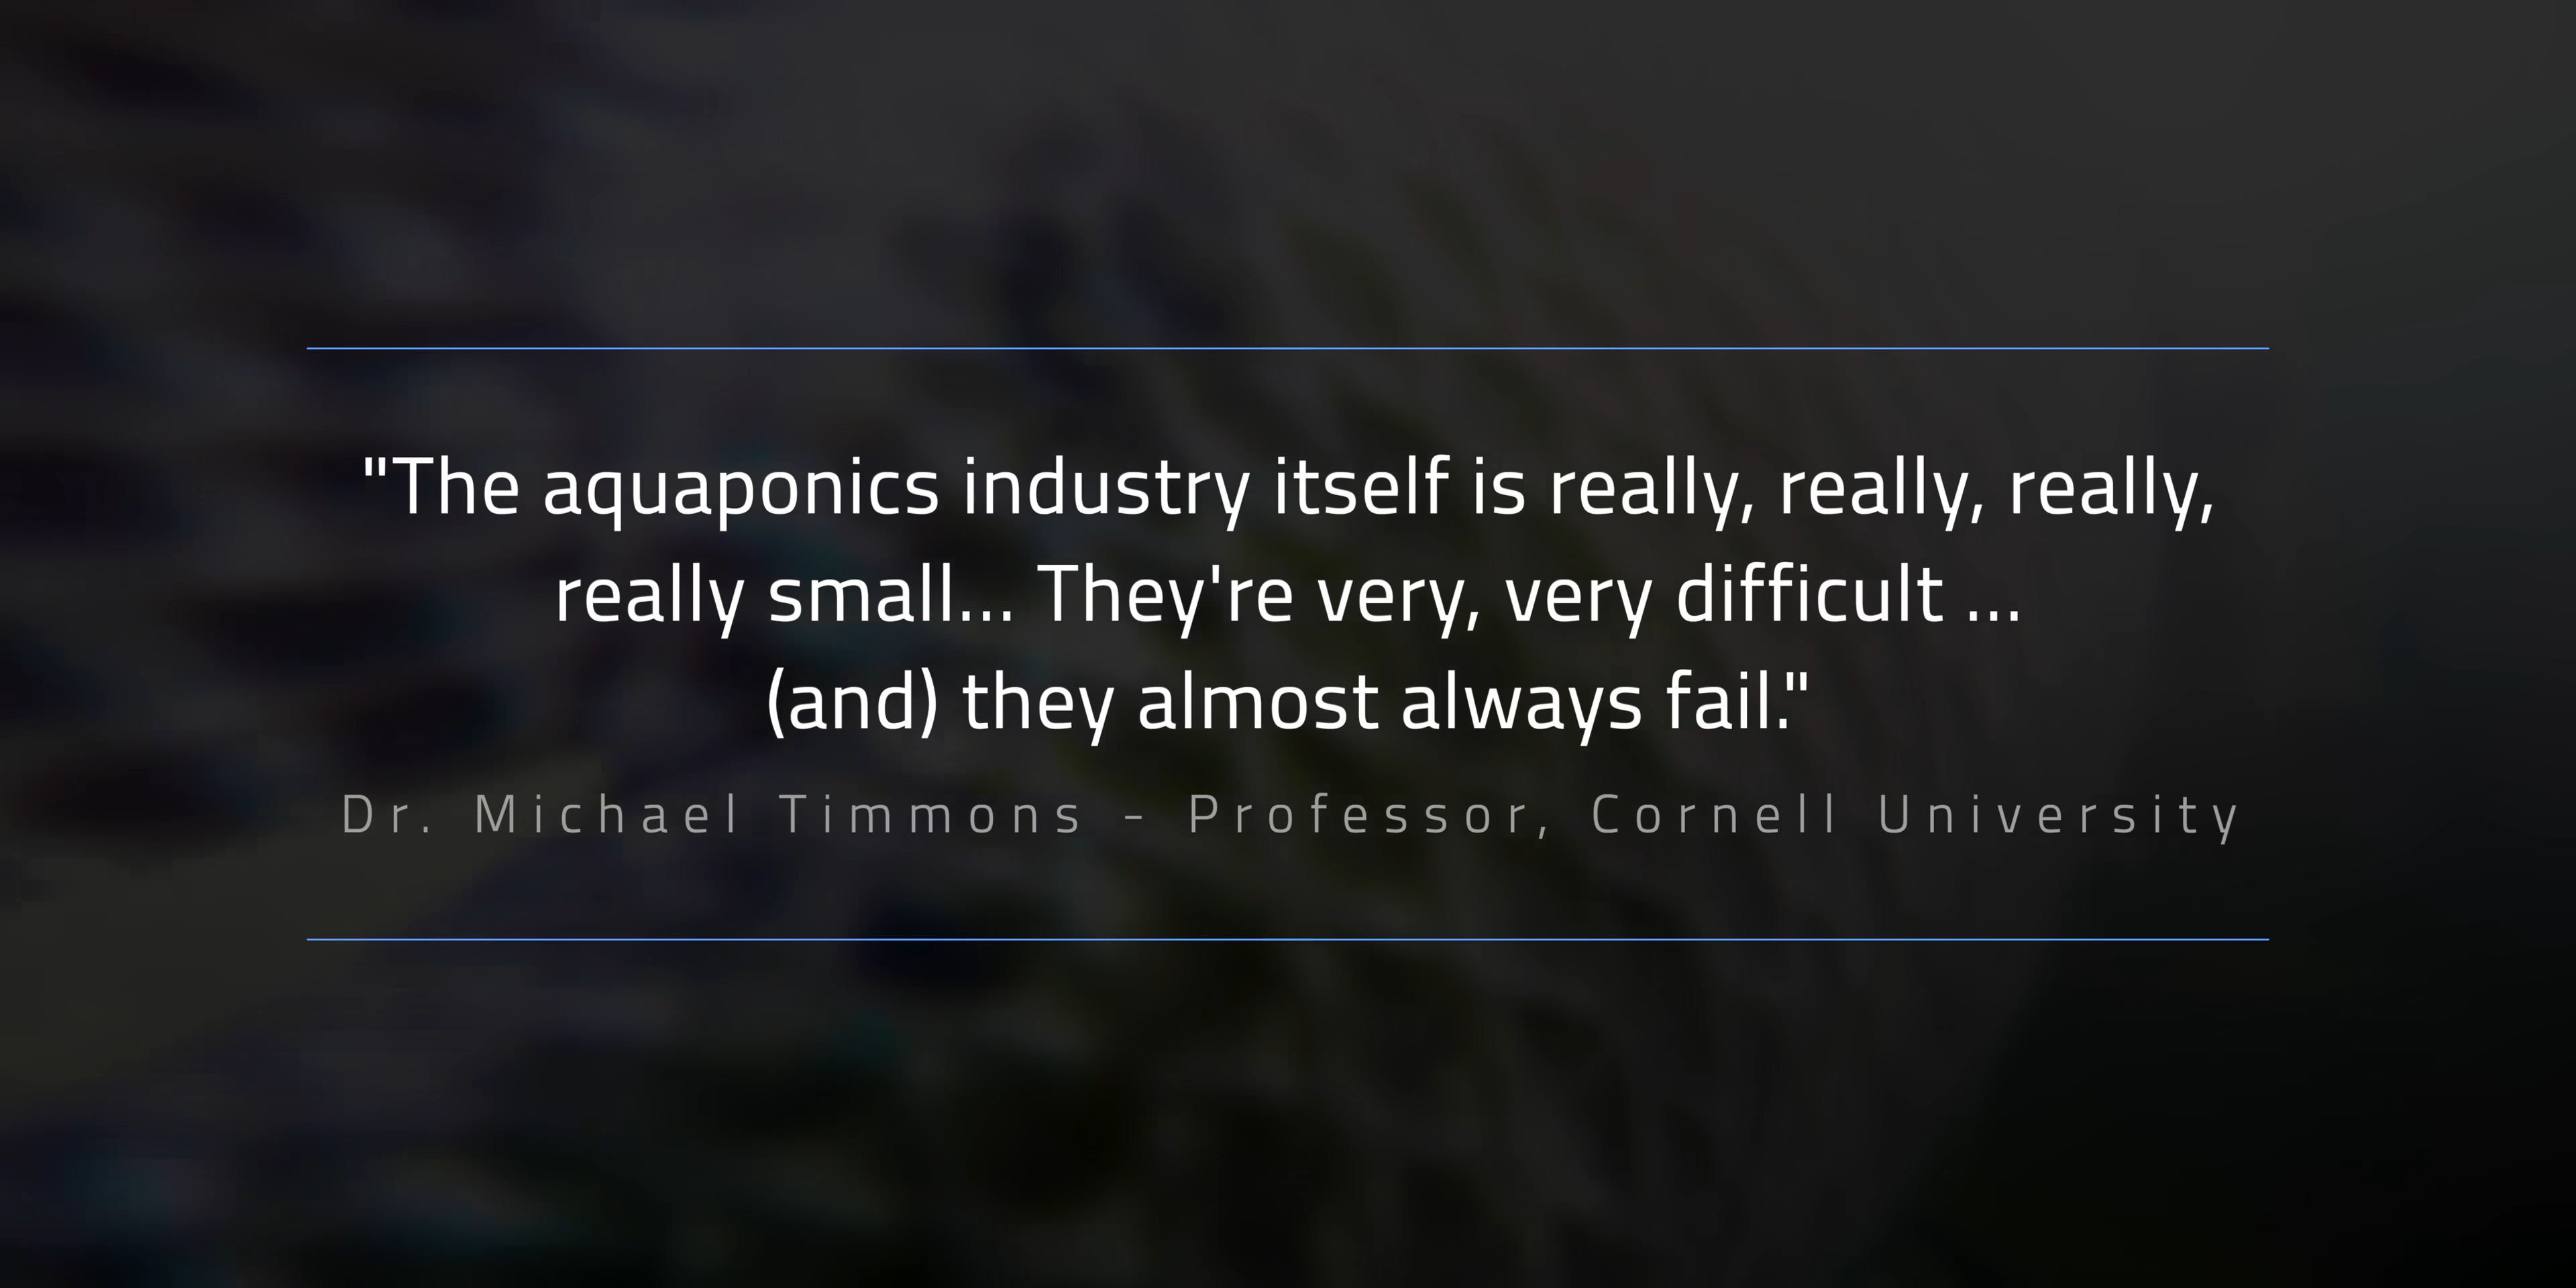 "The aquaponics industry itself is really, really, really,
really small... They're very, very difficult ...
(and) they almost always fail."
Dr. Michael Timmons - Professor, Cornell University